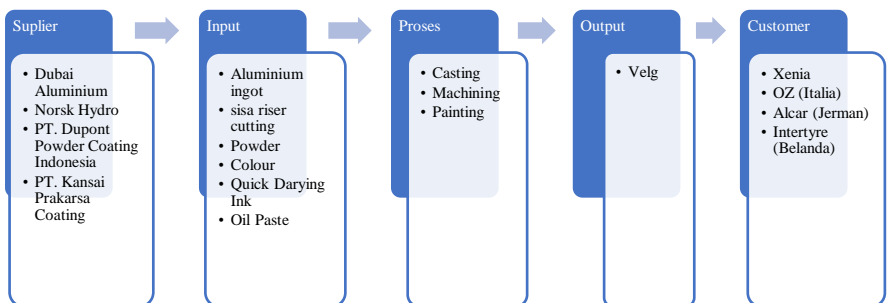 Suplier
• Dubai
Aluminium
• Norsk Hydro
• PT. Dupont
Powder Coating
Indonesia
• PT. Kansai
Prakarsa
Coating
Input
• Aluminium
ingot
• sisa riser
cutting
• Powder
• Colour
• Quick Darying
Ink
• Oil Paste
Proses
• Casting
• Machining
• Painting
Output
• Velg
Customer
• Xenia
• OZ (Italia)
• Alcar (Jerman)
• Intertyre
(Belanda)